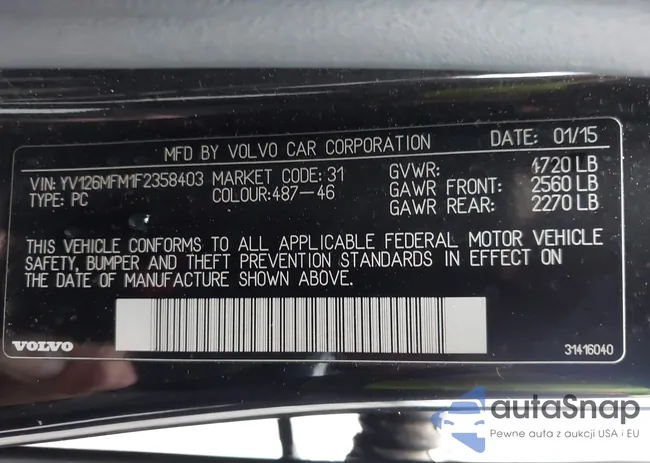 MFD BY VOLVO CAR CORPORATION DATE: 01/15
VIN: YV126MFM1F2358403 MARKET CODE: 31 GVWR: 4720 LB
TYPE: PC COLOUR:487-46 GAWR FRONT: 2560 LB
GAWR REAR: 2270 LB
THIS VEHICLE CONFORMS TO ALL APPLICABLE FEDERAL MOTOR VEHICLE
SAFETY, BUMPER AND THEFT PREVENTION STANDARDS IN EFFECT ON
THE DATE OF MANUFACTURE SHOWN ABOVE.
VOLVO 31416040
autaSnap
Pewne auta z aukcji USA i EU